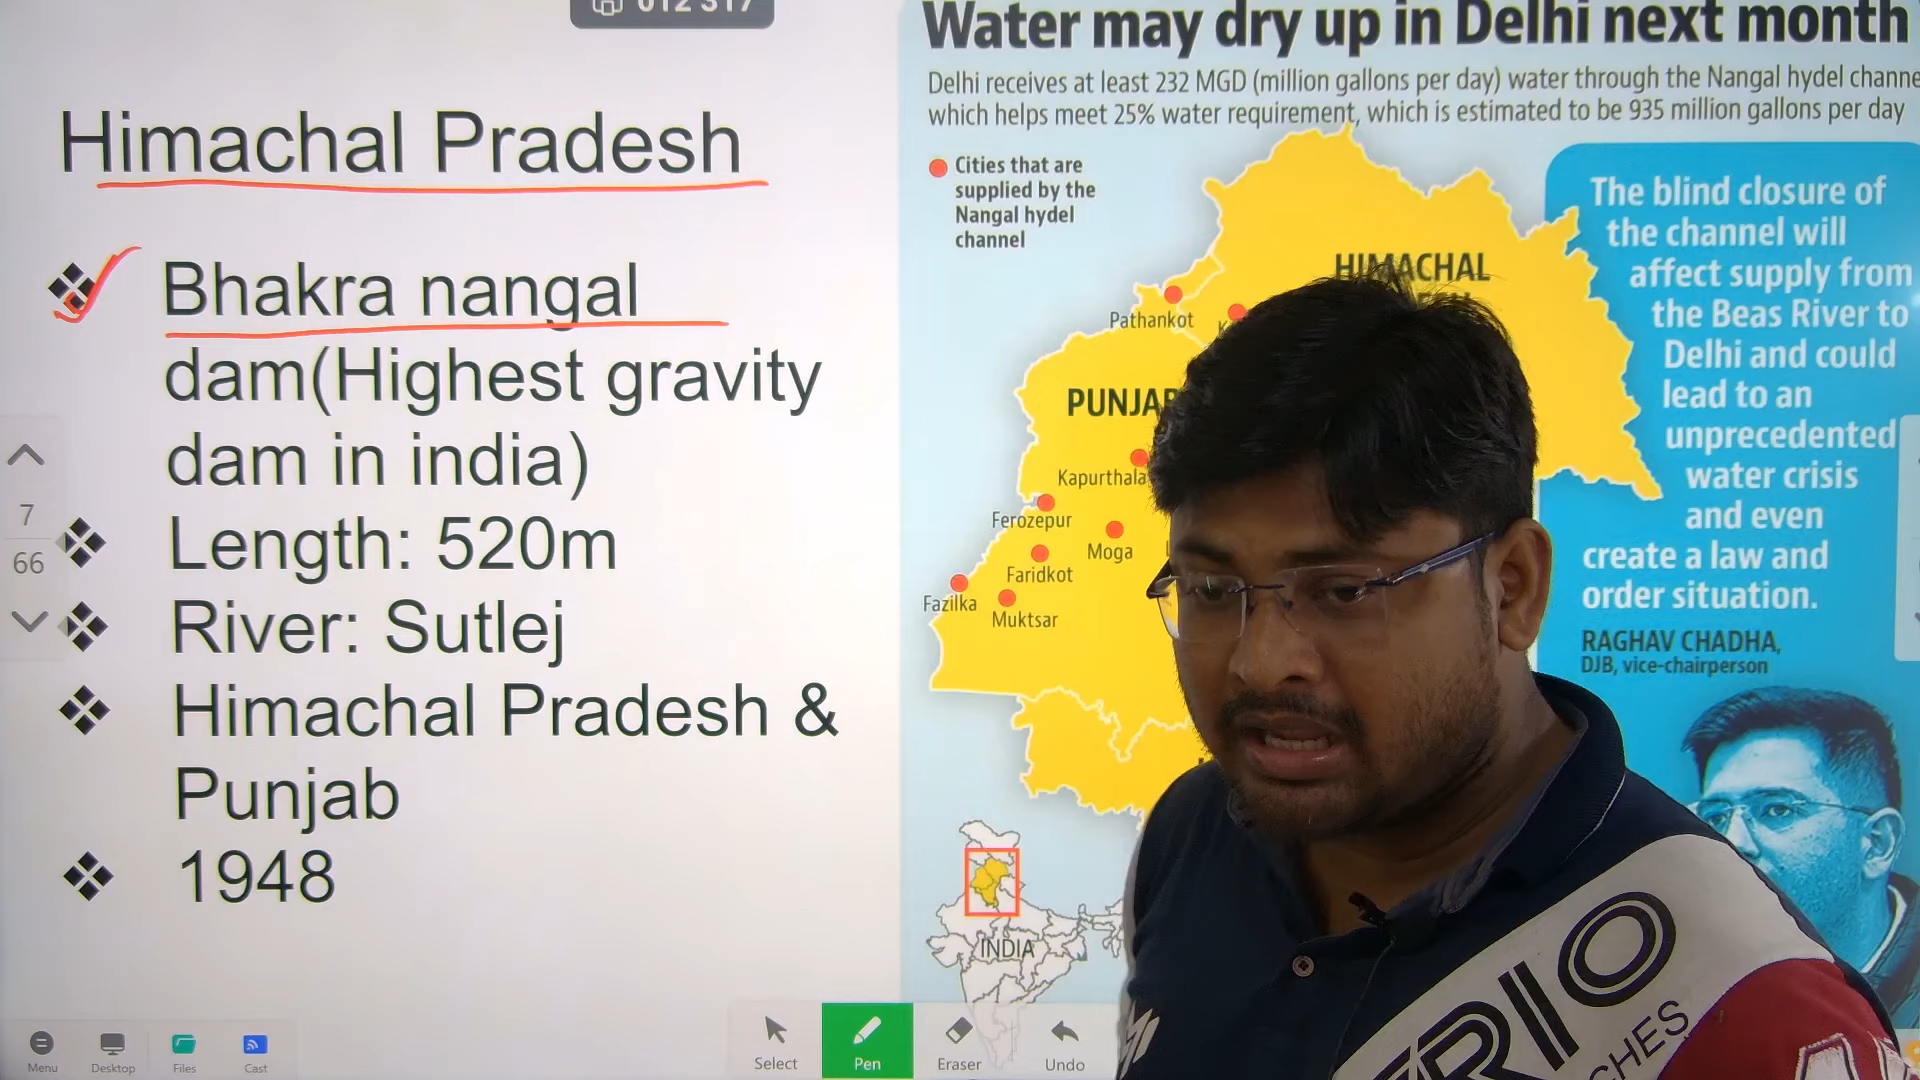 012 317
Himachal Pradesh
Bhakra nangal
dam(Highest gravity
dam in india)
Length: 520m
River: Sutlej
Himachal Pradesh &
Punjab
1948
7
66
Menu
Desktop
Files
Cast
Select
Pen
Eraser
Undo
Water may dry up in Delhi next month
Delhi receives at least 232 MGD (million gallons per day) water through the Nangal hydel channe
which helps meet 25% water requirement, which is estimated to be 935 million gallons per day
Cities that are
supplied by the
Nangal hydel
channel
HIMACHAL
Pathankot
PUNJAB
Kapurthala
Ferozepur
Moga
Faridkot
Fazilka
Muktsar
INDIA
The blind closure of
the channel will
affect supply from
the Beas River to
Delhi and could
lead to an
unprecedented
water crisis
and even
create a law and
order situation.
RAGHAV CHADHA,
DJB, vice-chairperson
RIO
CHES